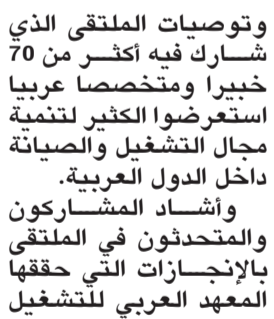 وتوصيات الملتقى الذي
شارك فيه أكثر من 70
خبيرا ومتخصصا عربيا
استعرضوا الكثير لتنمية
مجال التشغيل والصيانة
داخل الدول العربية.
وأشاد المشاركون
والمتحدثون في الملتقى
بالإنجازات التي حققها
المعهد العربي للتشغيل